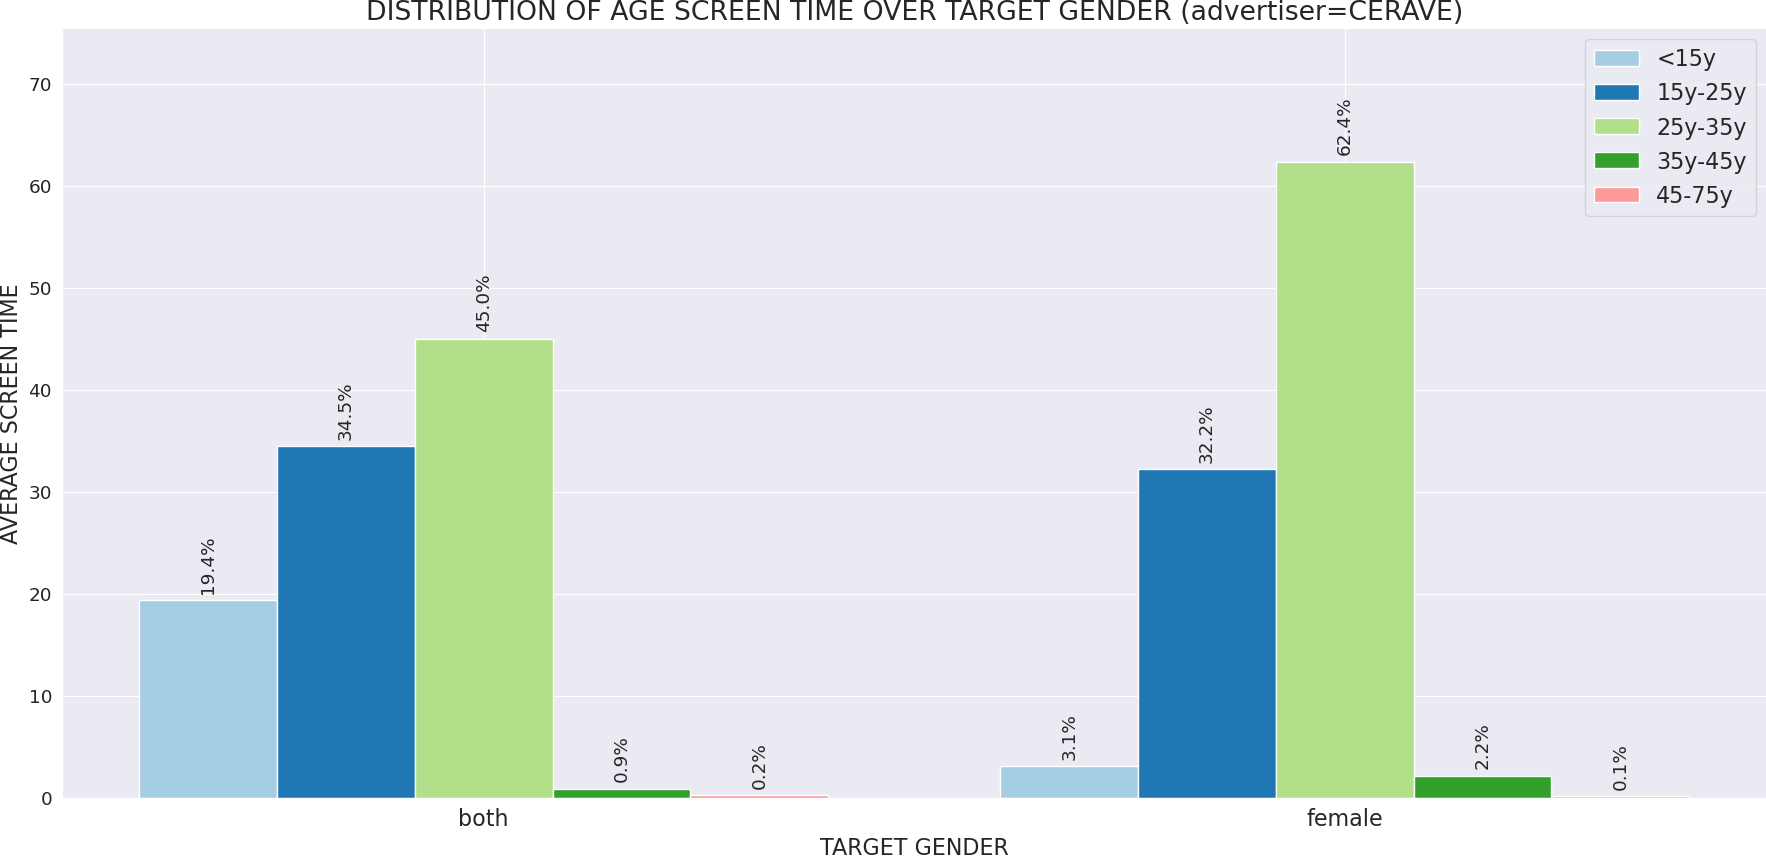 DISTRIBUTION OF AGE SCREEN TIME OVER TARGET GENDER (advertiser=CERAVE)
<15y
15y-25y
25y-35y
35y-45y
45-75y
AVERAGE SCREEN TIME
70
60
50
40
30
20
10
0
19.4%
34.5%
45.0%
0.9%
0.2%
3.1%
32.2%
62.4%
2.2%
0.1%
both
female
TARGET GENDER